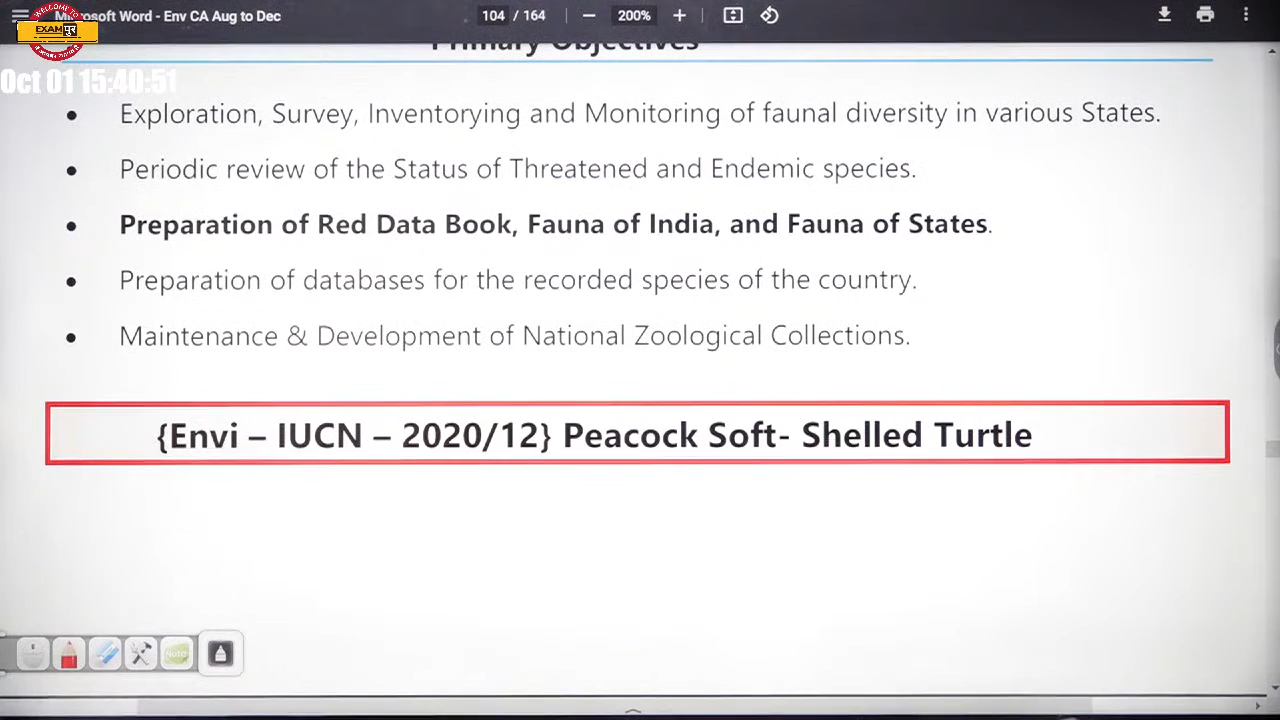 Microsoft Word - Env CA Aug to Dec
104 / 164
200%
WELCOME TO
EXAM पुर
Oct 01 15:40:51
Primary Objectives
• Exploration, Survey, Inventorying and Monitoring of faunal diversity in various States.
• Periodic review of the Status of Threatened and Endemic species.
• Preparation of Red Data Book, Fauna of India, and Fauna of States.
• Preparation of databases for the recorded species of the country.
• Maintenance & Development of National Zoological Collections.
{Envi – IUCN – 2020/12} Peacock Soft- Shelled Turtle